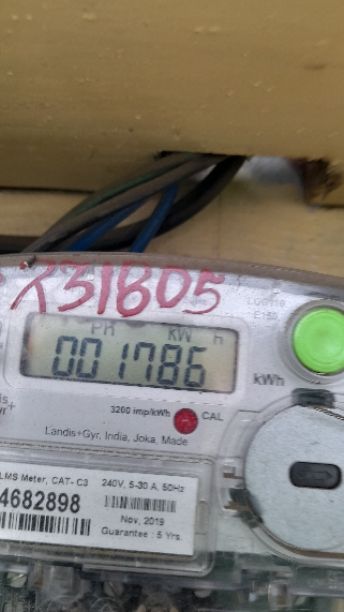 X31805
LGC110
E150
PR KW h
001786
kWh
3200 imp/kWh CAL
Landis+Gyr, India, Joka, Made
LMS Meter, CAT- C3 240V, 5-30 A, 50Hz
4682898
Nov, 2019
Guarantee : 5 Yrs.